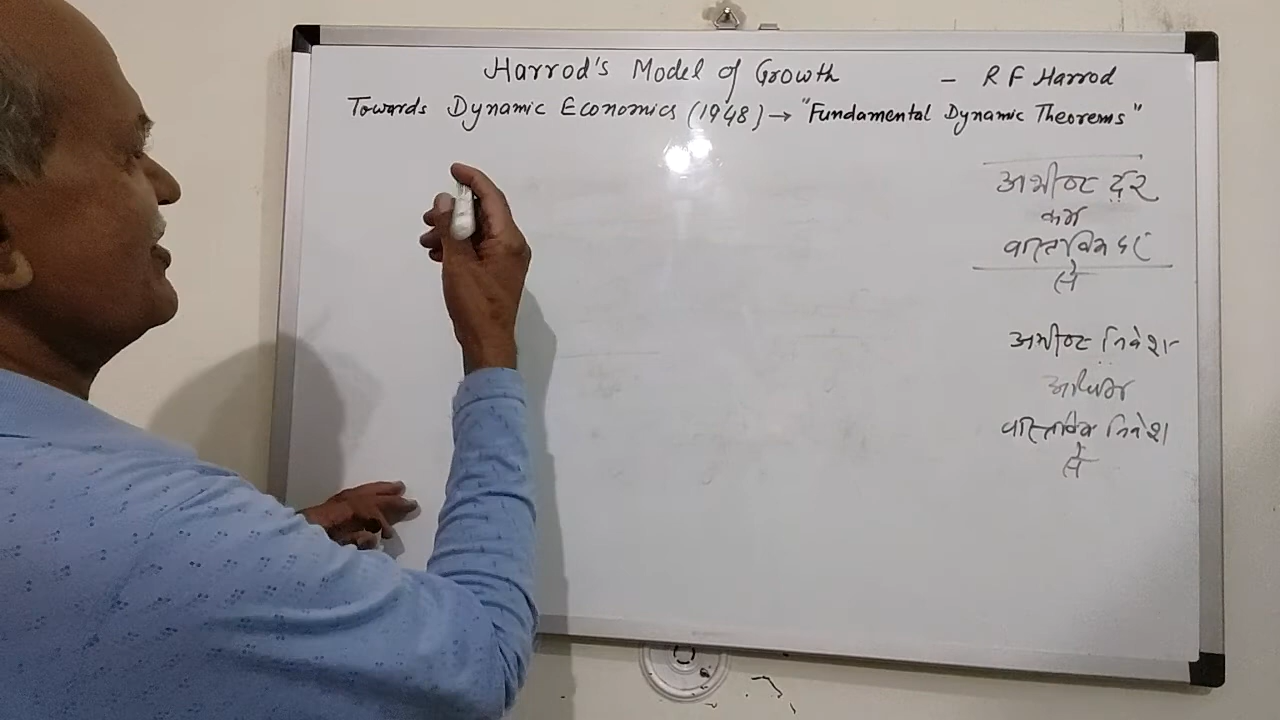 Harrod's Model of Growth – R F Harrod
Towards Dynamic Economics (1948) → "Fundamental Dynamic Theorems"
अभीष्ट दर
कम
वास्तविक दर
से
अभीष्ट निवेश
अधिक
वास्तविक निवेश
से